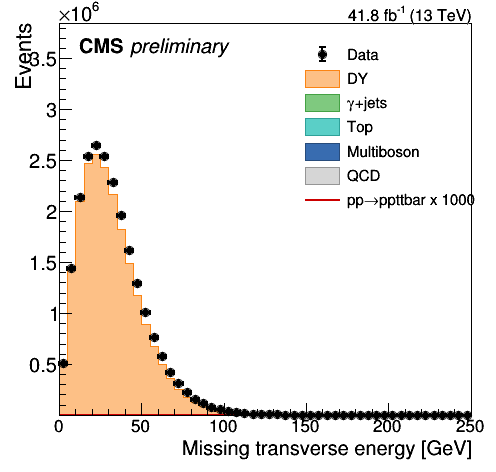 ×10⁶
41.8 fb⁻¹ (13 TeV)
Events
CMS preliminary
Data
DY
γ+jets
Top
Multiboson
QCD
pp→ppttbar x 1000
3.5
3
2.5
2
1.5
1
0.5
0 50 100 150 200 250
Missing transverse energy [GeV]